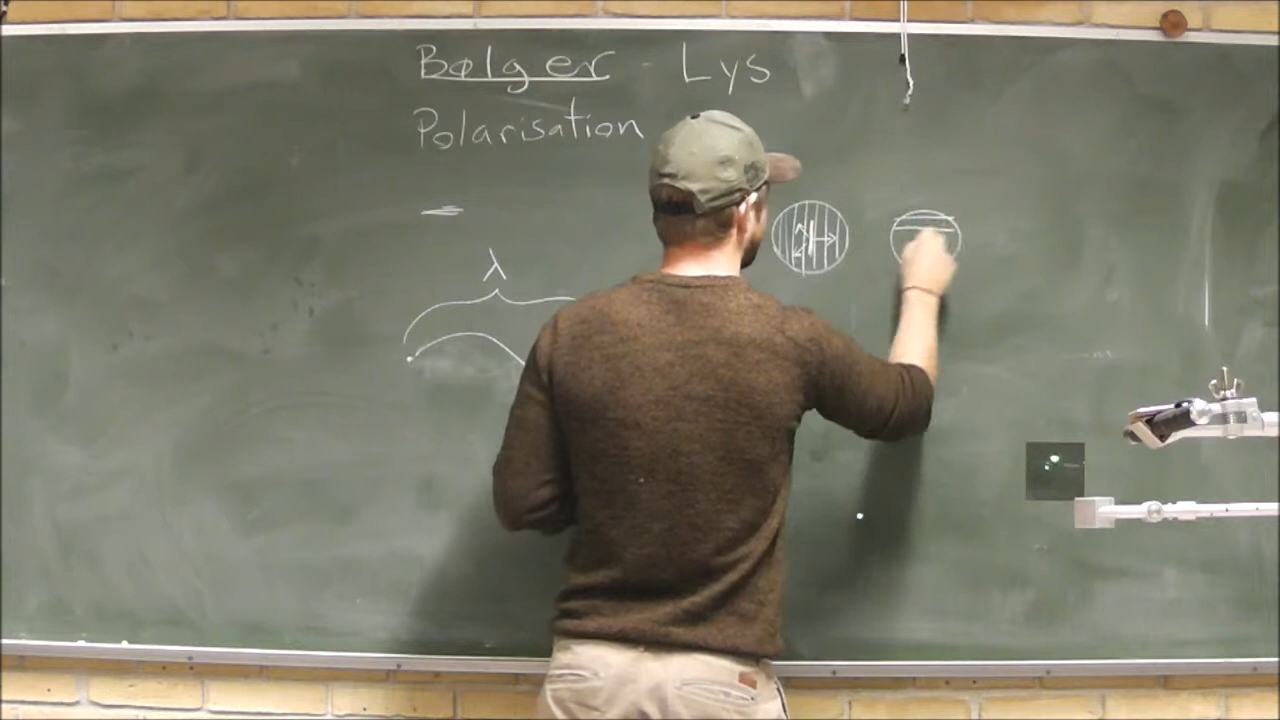 Bølger - Lys
Polarisation
λ